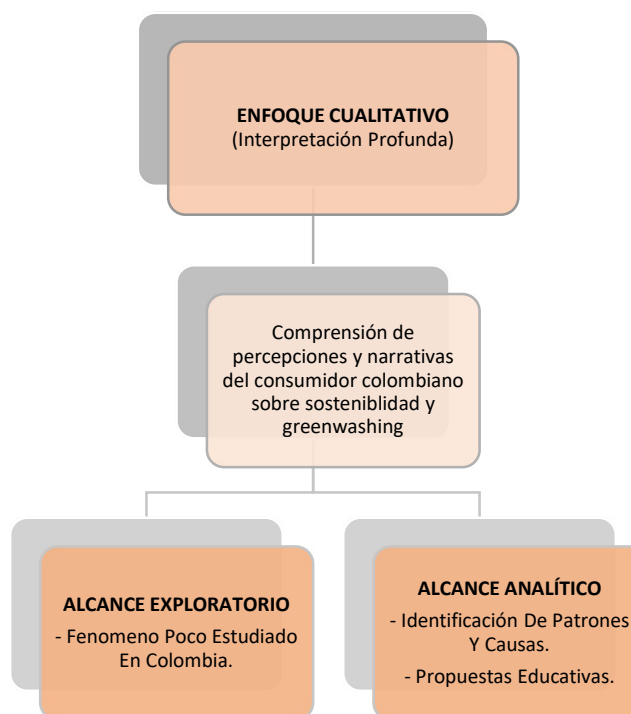 ENFOQUE CUALITATIVO
(Interpretación Profunda)
Comprensión de
percepciones y narrativas
del consumidor colombiano
sobre sosteniblidad y
greenwashing
ALCANCE EXPLORATORIO
- Fenomeno Poco Estudiado
En Colombia.
ALCANCE ANALÍTICO
- Identificación De Patrones
Y Causas.
- Propuestas Educativas.